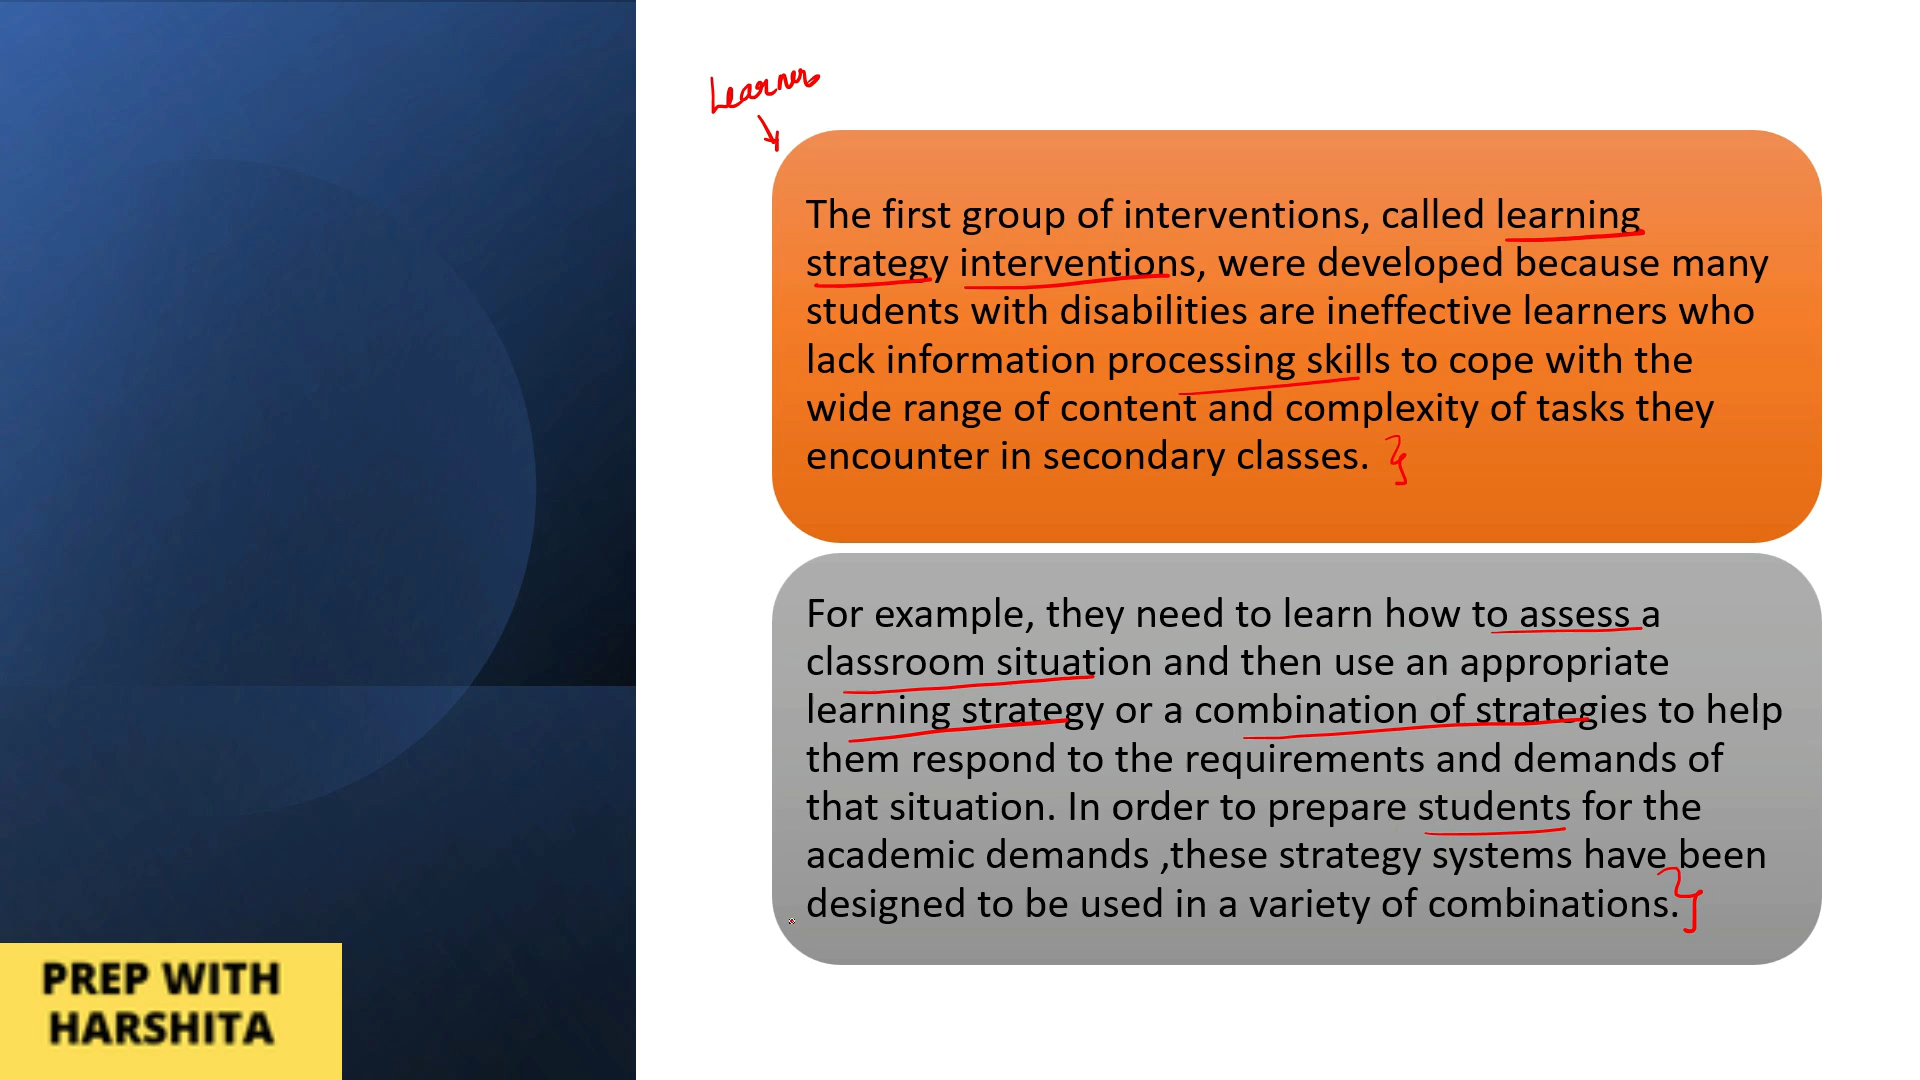 Learner
The first group of interventions, called learning
strategy interventions, were developed because many
students with disabilities are ineffective learners who
lack information processing skills to cope with the
wide range of content and complexity of tasks they
encounter in secondary classes.
For example, they need to learn how to assess a
classroom situation and then use an appropriate
learning strategy or a combination of strategies to help
them respond to the requirements and demands of
that situation. In order to prepare students for the
academic demands ,these strategy systems have been
designed to be used in a variety of combinations.
PREP WITH
HARSHITA